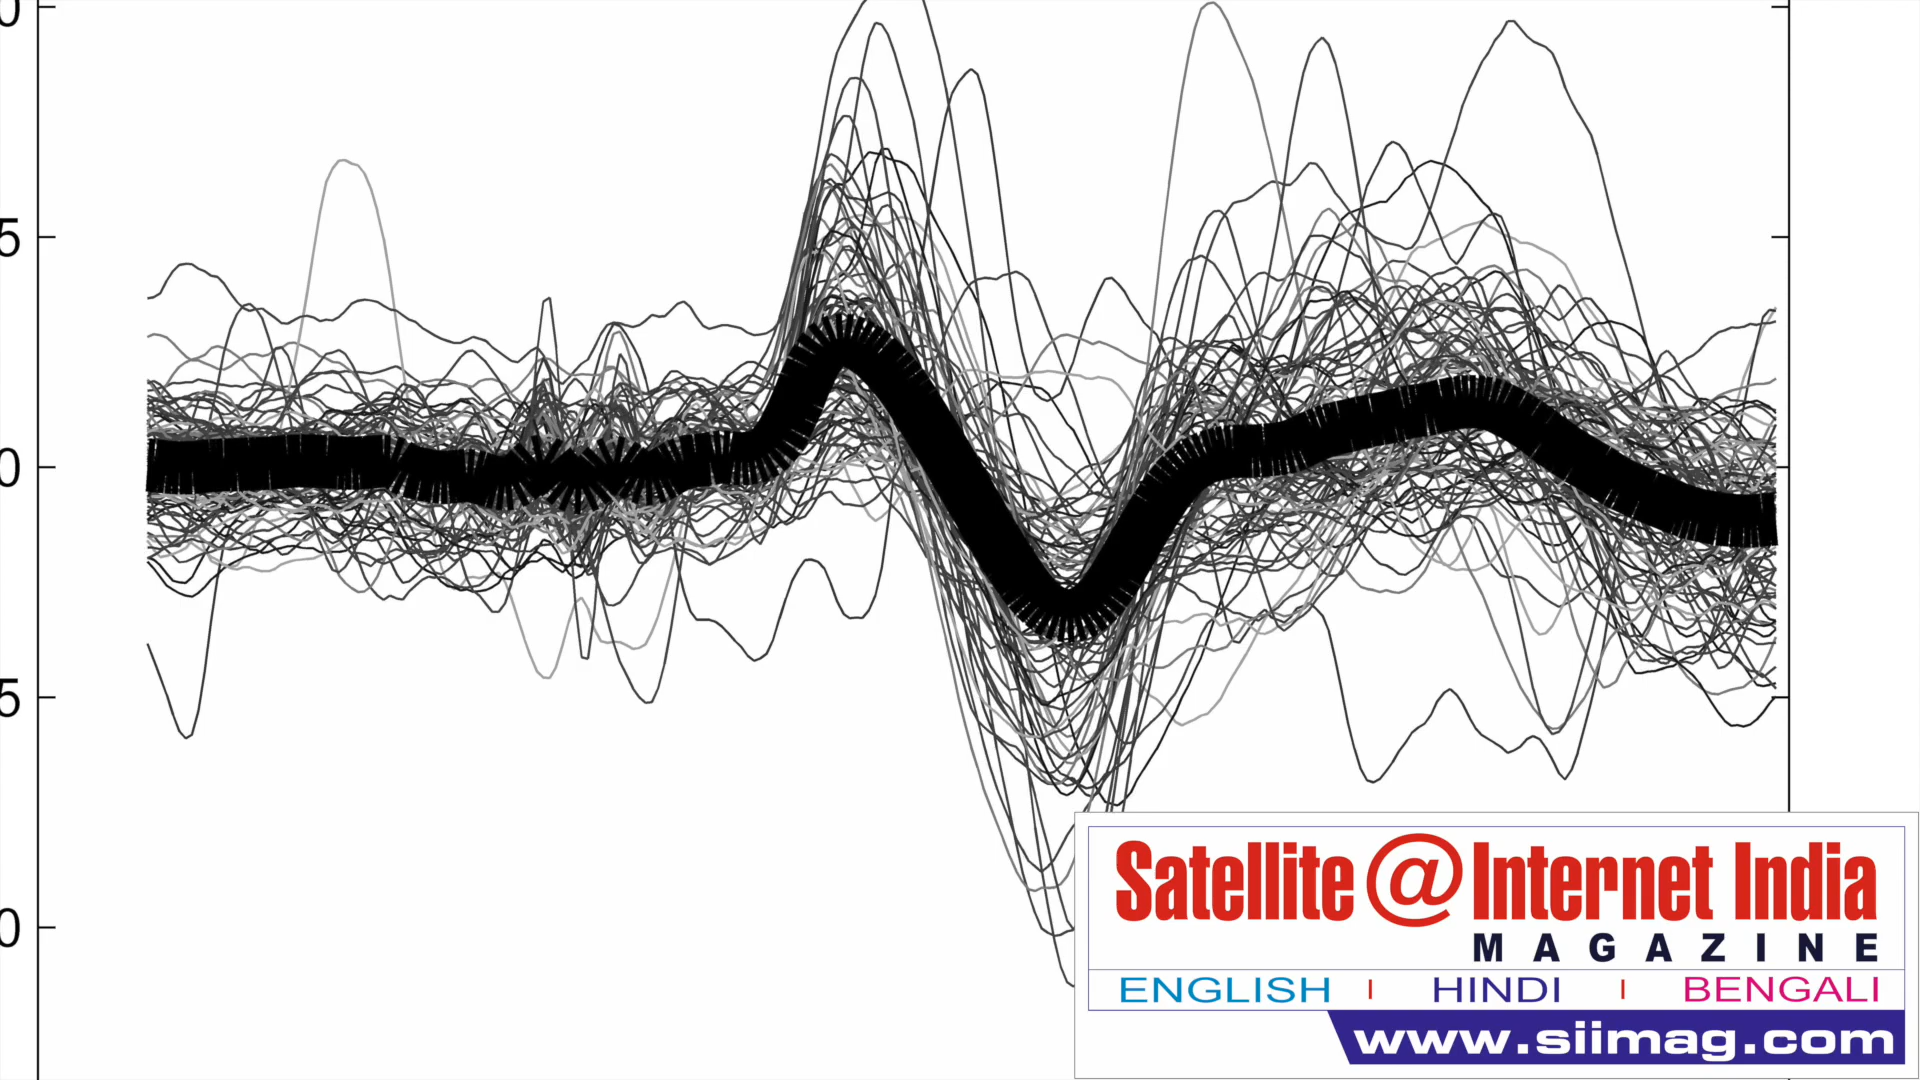 0
5
0
5
0
Satellite @ Internet India
MAGAZINE
ENGLISH | HINDI | BENGALI
www.siimag.com